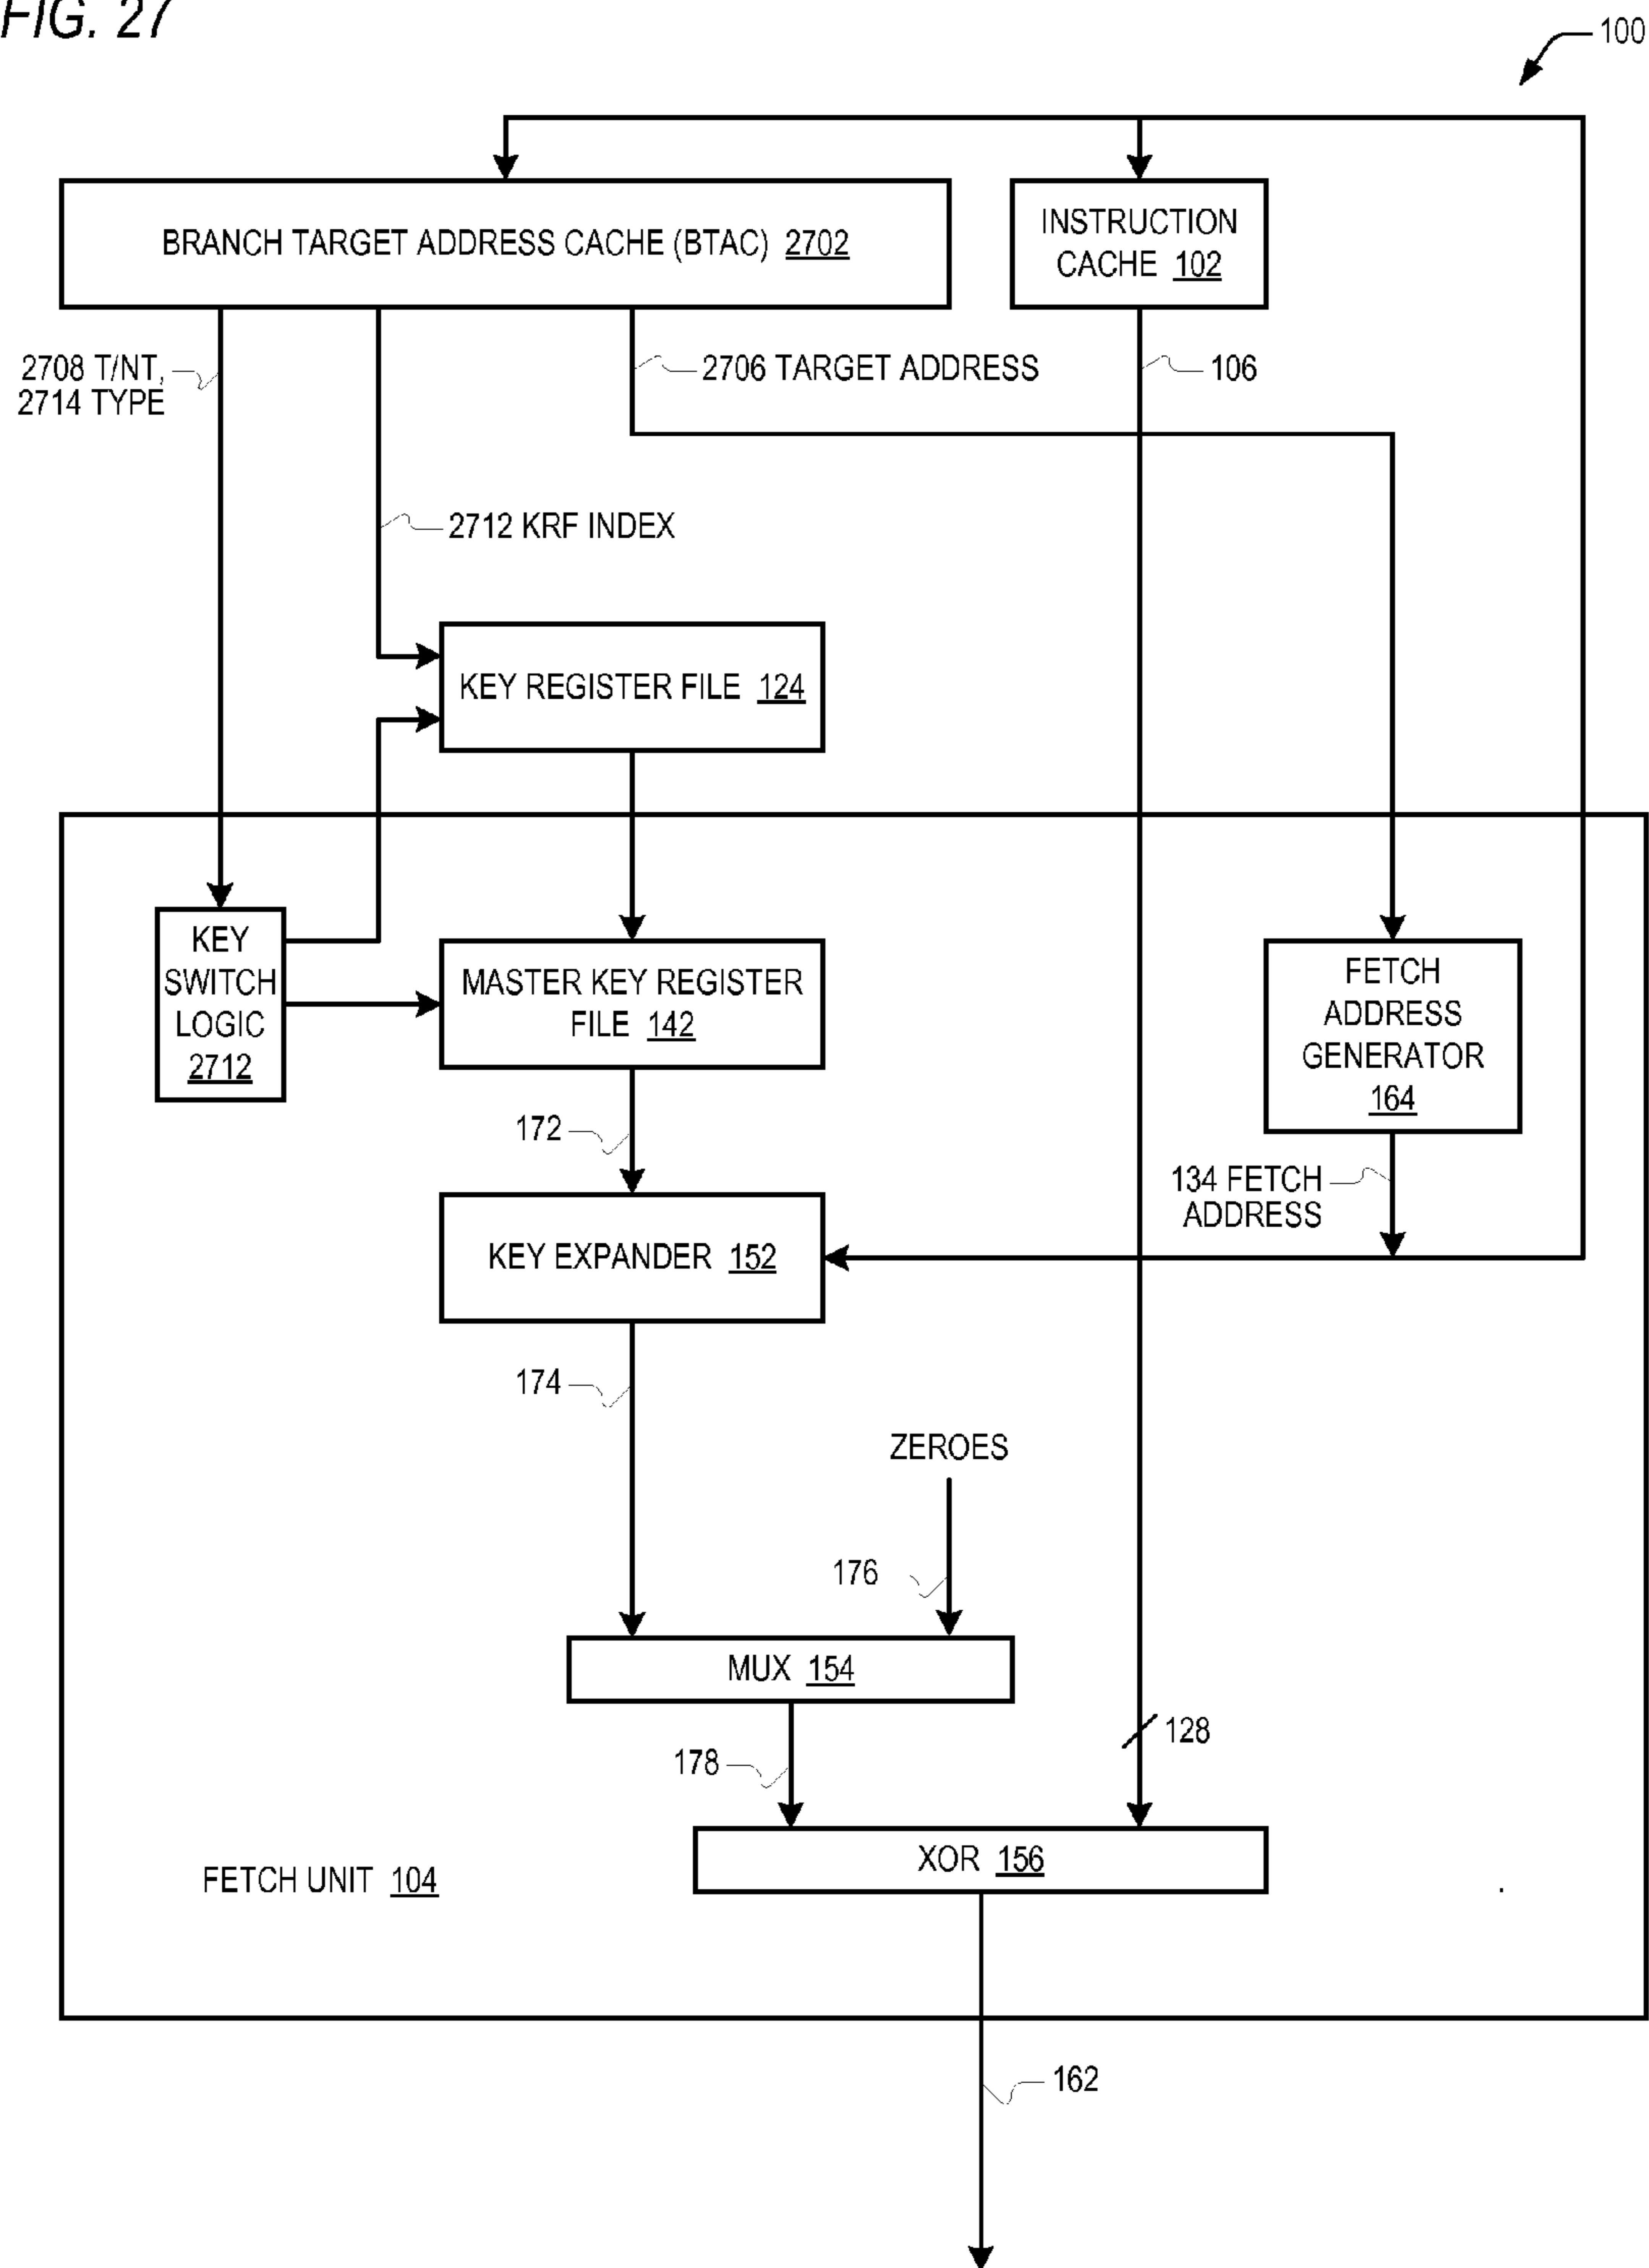 FIG. 27
100
BRANCH TARGET ADDRESS CACHE (BTAC) 2702
INSTRUCTION
CACHE 102
2708 T/NT,
2714 TYPE
2706 TARGET ADDRESS
106
2712 KRF INDEX
KEY REGISTER FILE 124
KEY
SWITCH
LOGIC
2712
MASTER KEY REGISTER
FILE 142
FETCH
ADDRESS
GENERATOR
164
172
134 FETCH
ADDRESS
KEY EXPANDER 152
174
ZEROES
176
MUX 154
128
178
XOR 156
FETCH UNIT 104
162